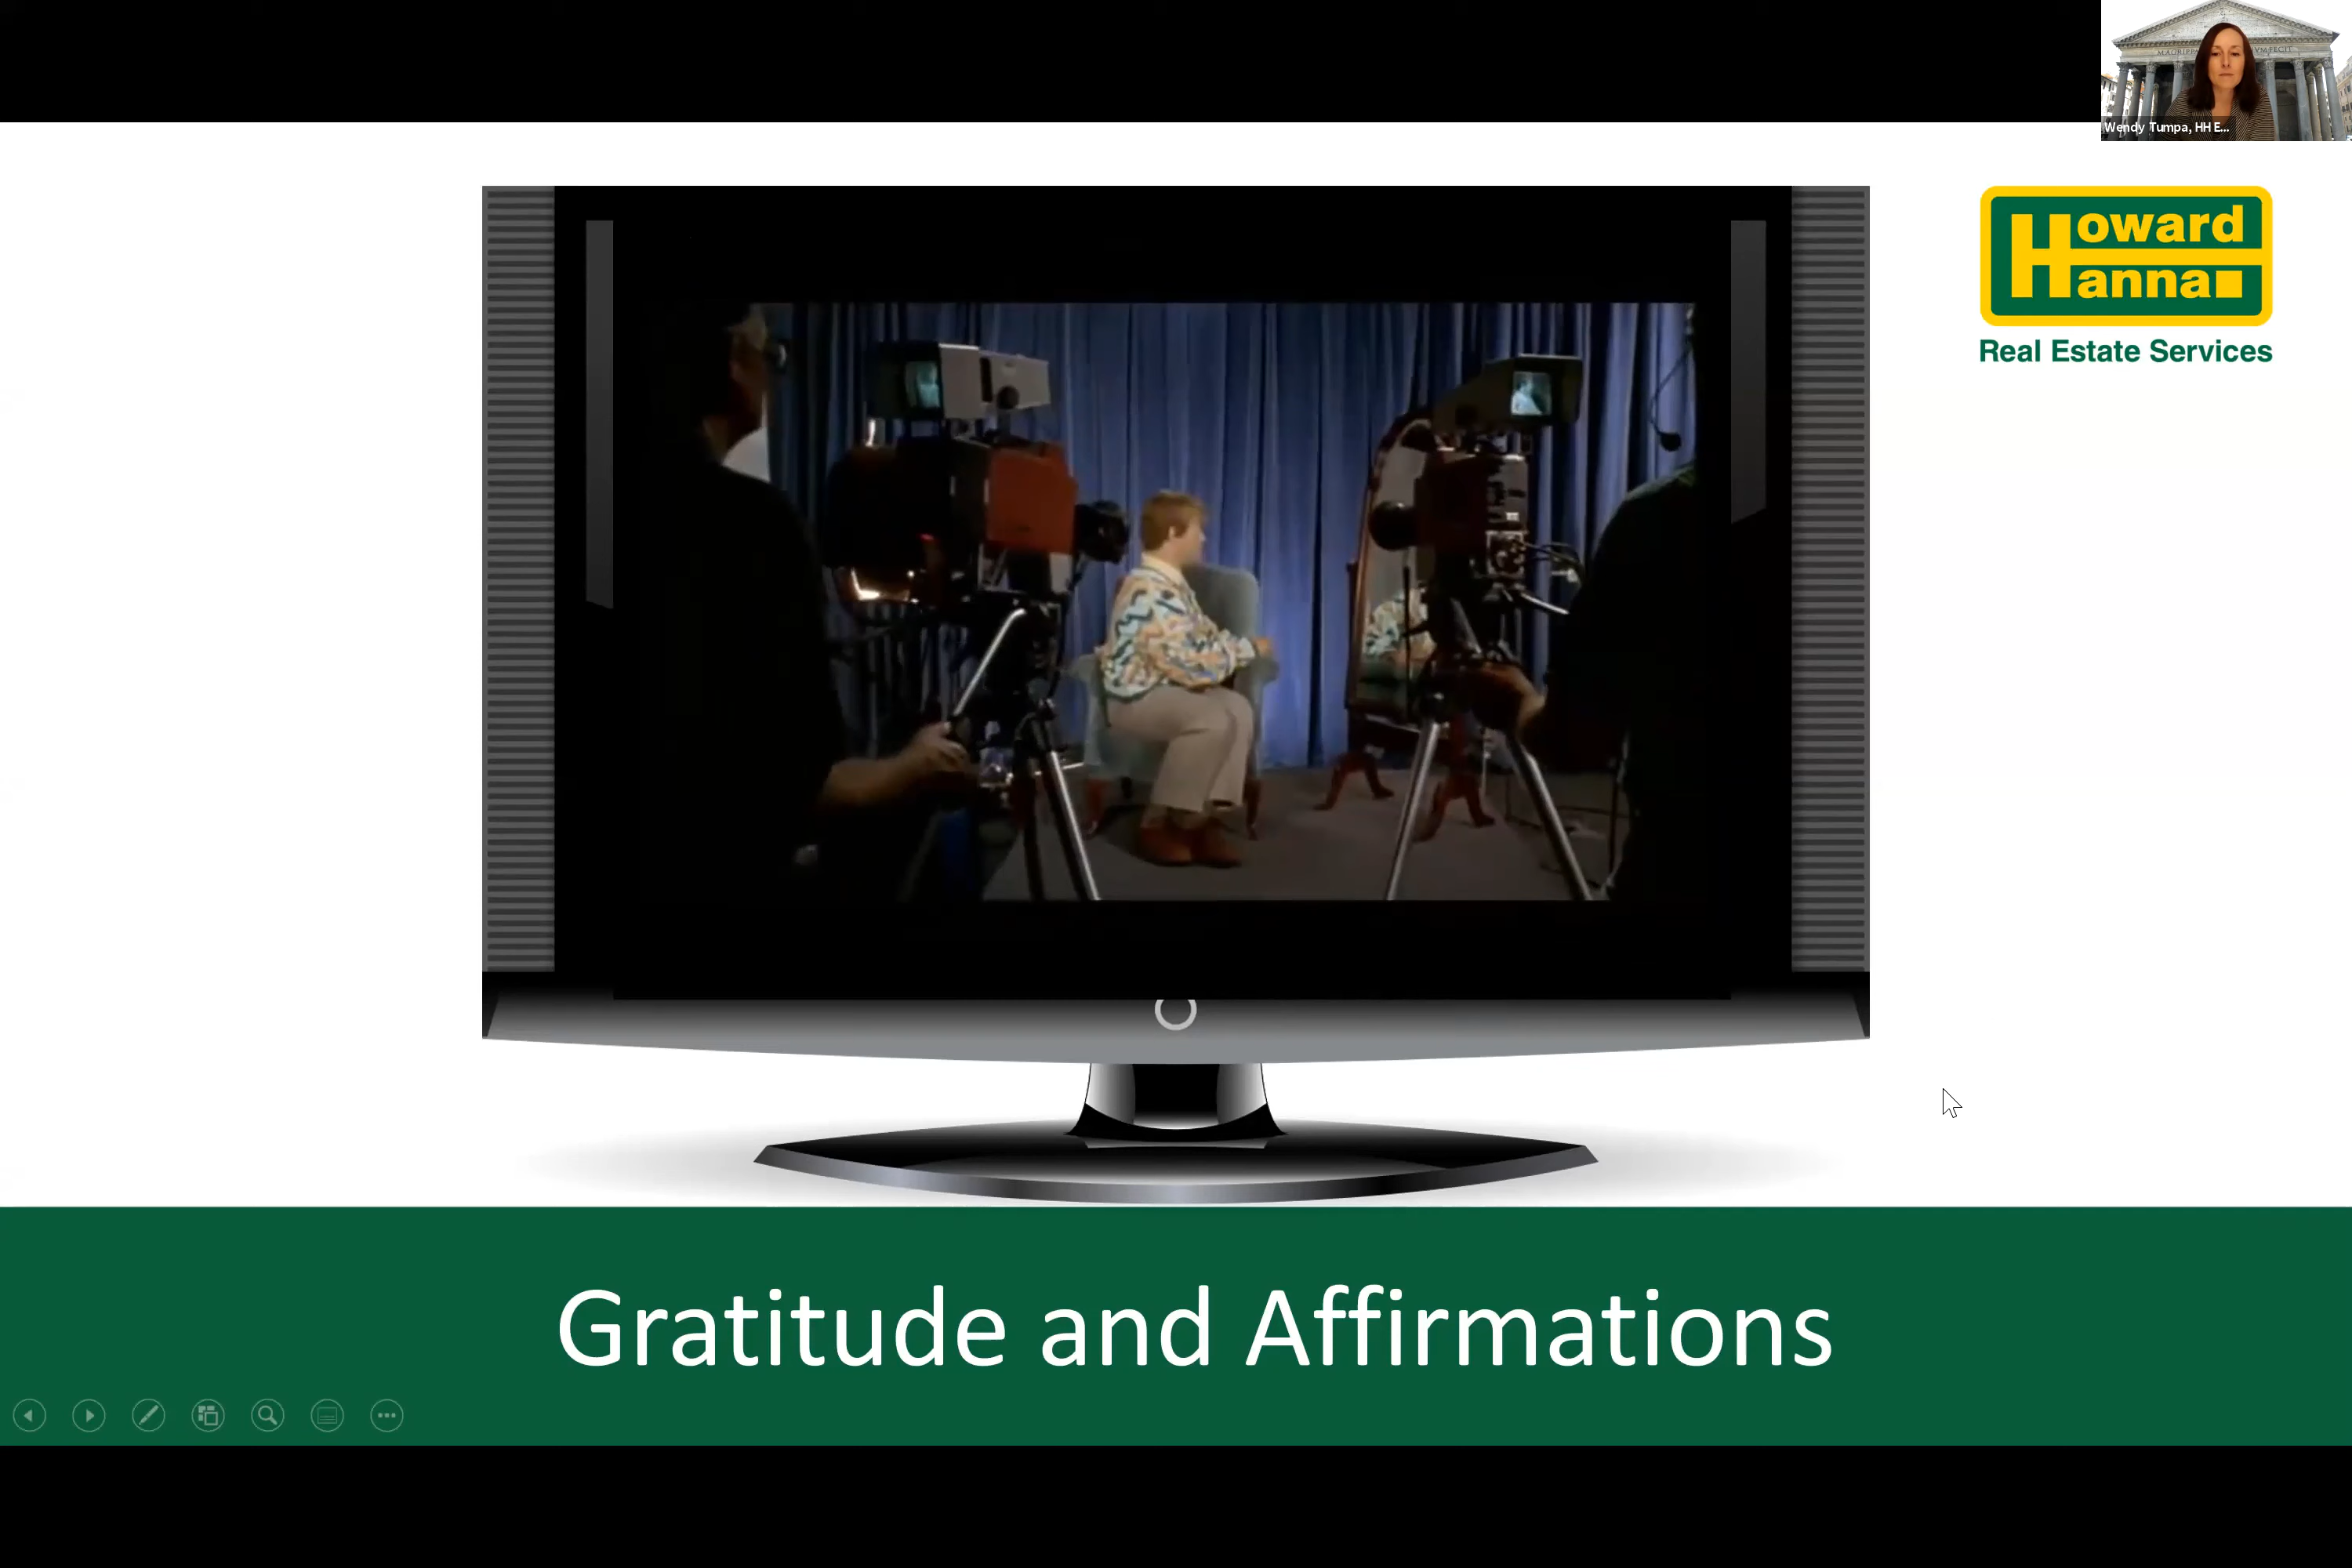 Wendy Tumpa, HH E...
Howard
Hanna
Real Estate Services
Gratitude and Affirmations